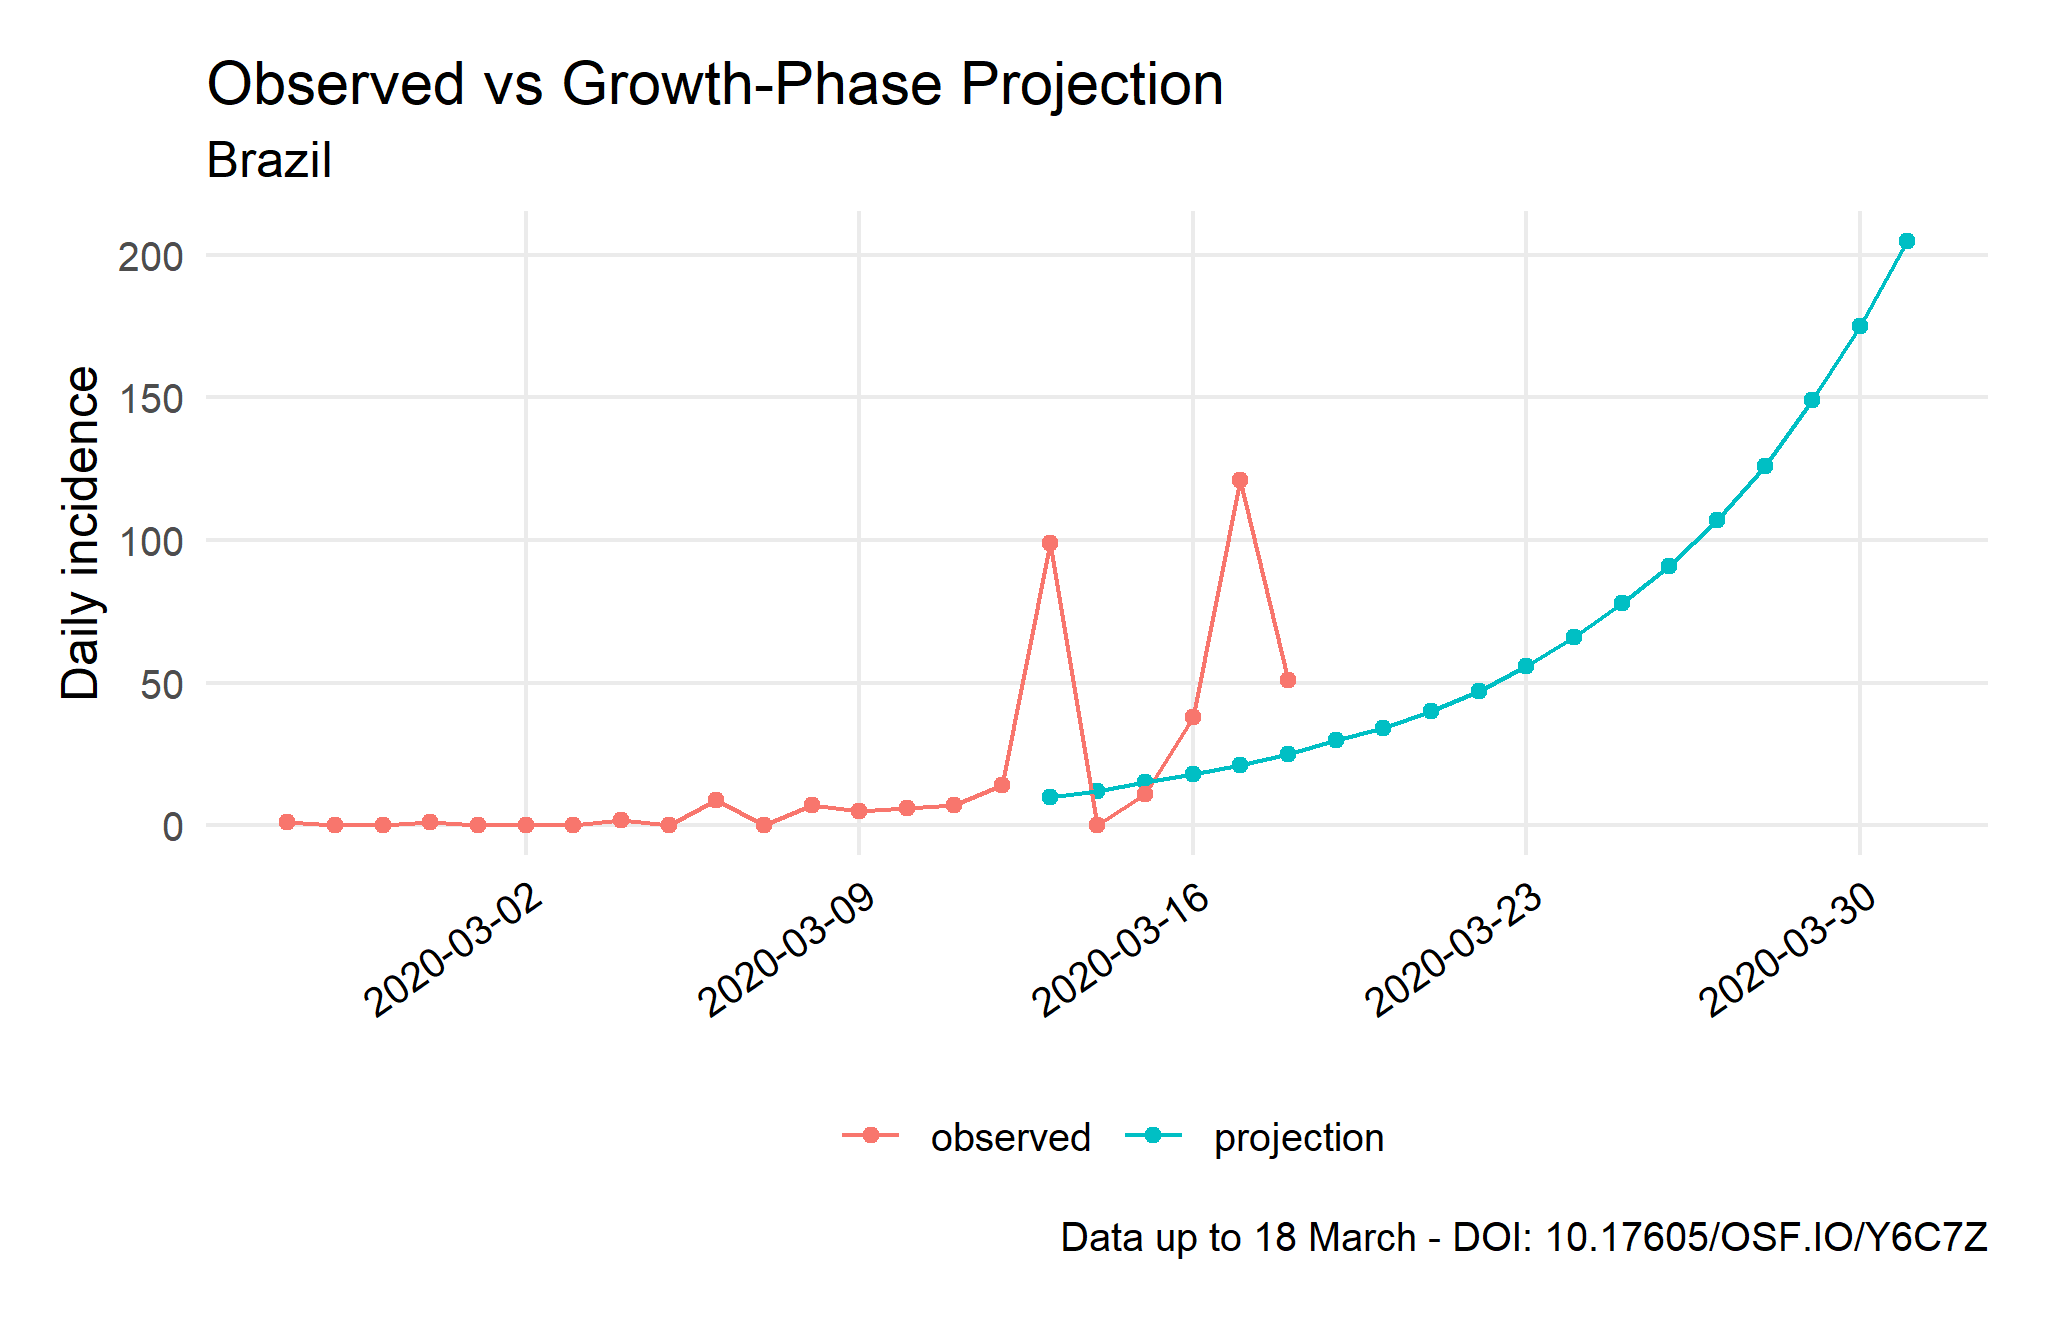 Observed vs Growth-Phase Projection
Brazil
Daily incidence
200
150
100
50
0
2020-03-02
2020-03-09
2020-03-16
2020-03-23
2020-03-30
observed
projection
Data up to 18 March - DOI: 10.17605/OSF.IO/Y6C7Z